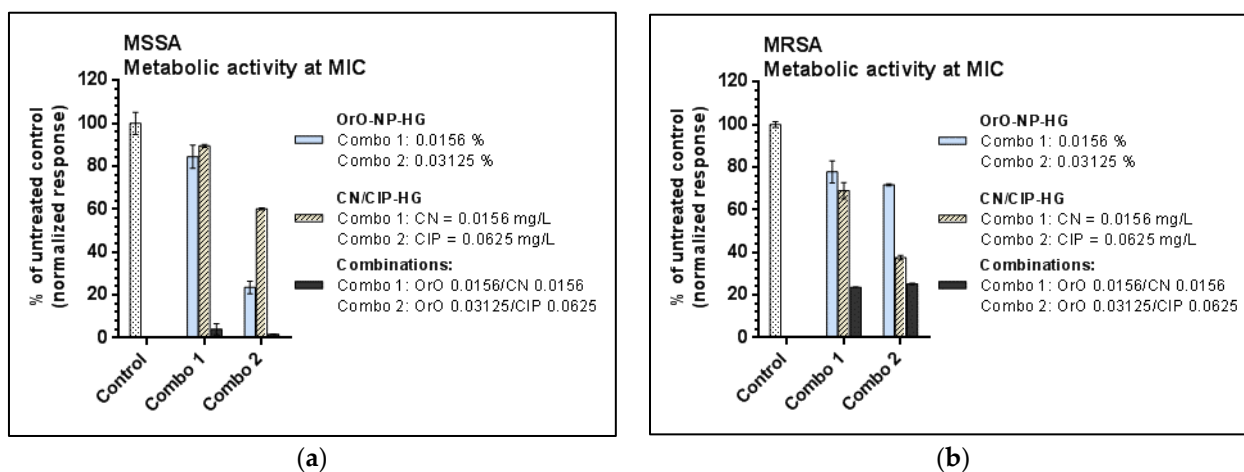 MSSA
Metabolic activity at MIC
% of untreated control
(normalized response)
120
100
80
60
40
20
0
Control
Combo 1
Combo 2
OrO-NP-HG
Combo 1: 0.0156 %
Combo 2: 0.03125 %
CN/CIP-HG
Combo 1: CN = 0.0156 mg/L
Combo 2: CIP = 0.0625 mg/L
Combinations:
Combo 1: OrO 0.0156/CN 0.0156
Combo 2: OrO 0.03125/CIP 0.0625
(a)
MRSA
Metabolic activity at MIC
% of untreated control
(normalized response)
120
100
80
60
40
20
0
Control
Combo 1
Combo 2
OrO-NP-HG
Combo 1: 0.0156 %
Combo 2: 0.03125 %
CN/CIP-HG
Combo 1: CN = 0.0156 mg/L
Combo 2: CIP = 0.0625 mg/L
Combinations:
Combo 1: OrO 0.0156/CN 0.0156
Combo 2: OrO 0.03125/CIP 0.0625
(b)